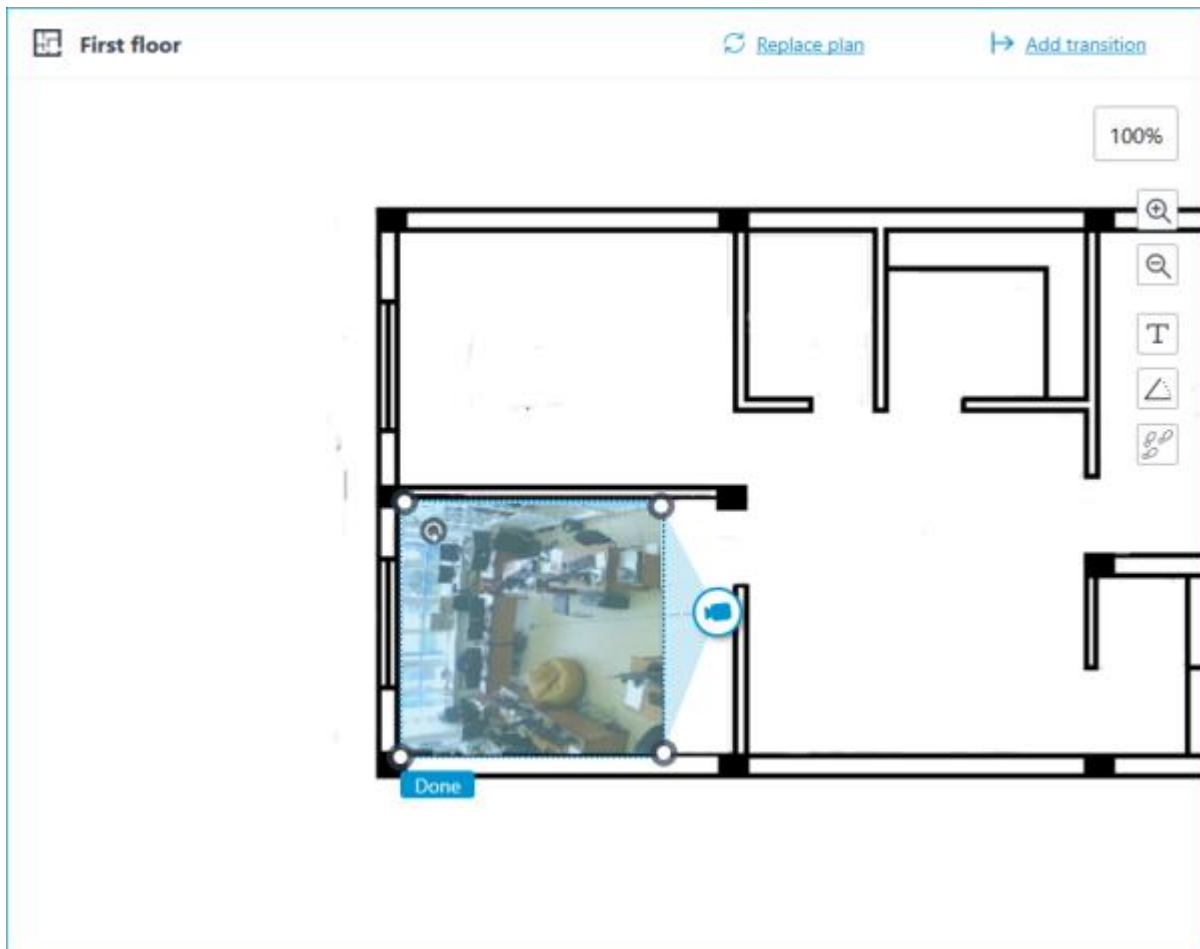 First floor
Replace plan
Add transition
100%
T
Done